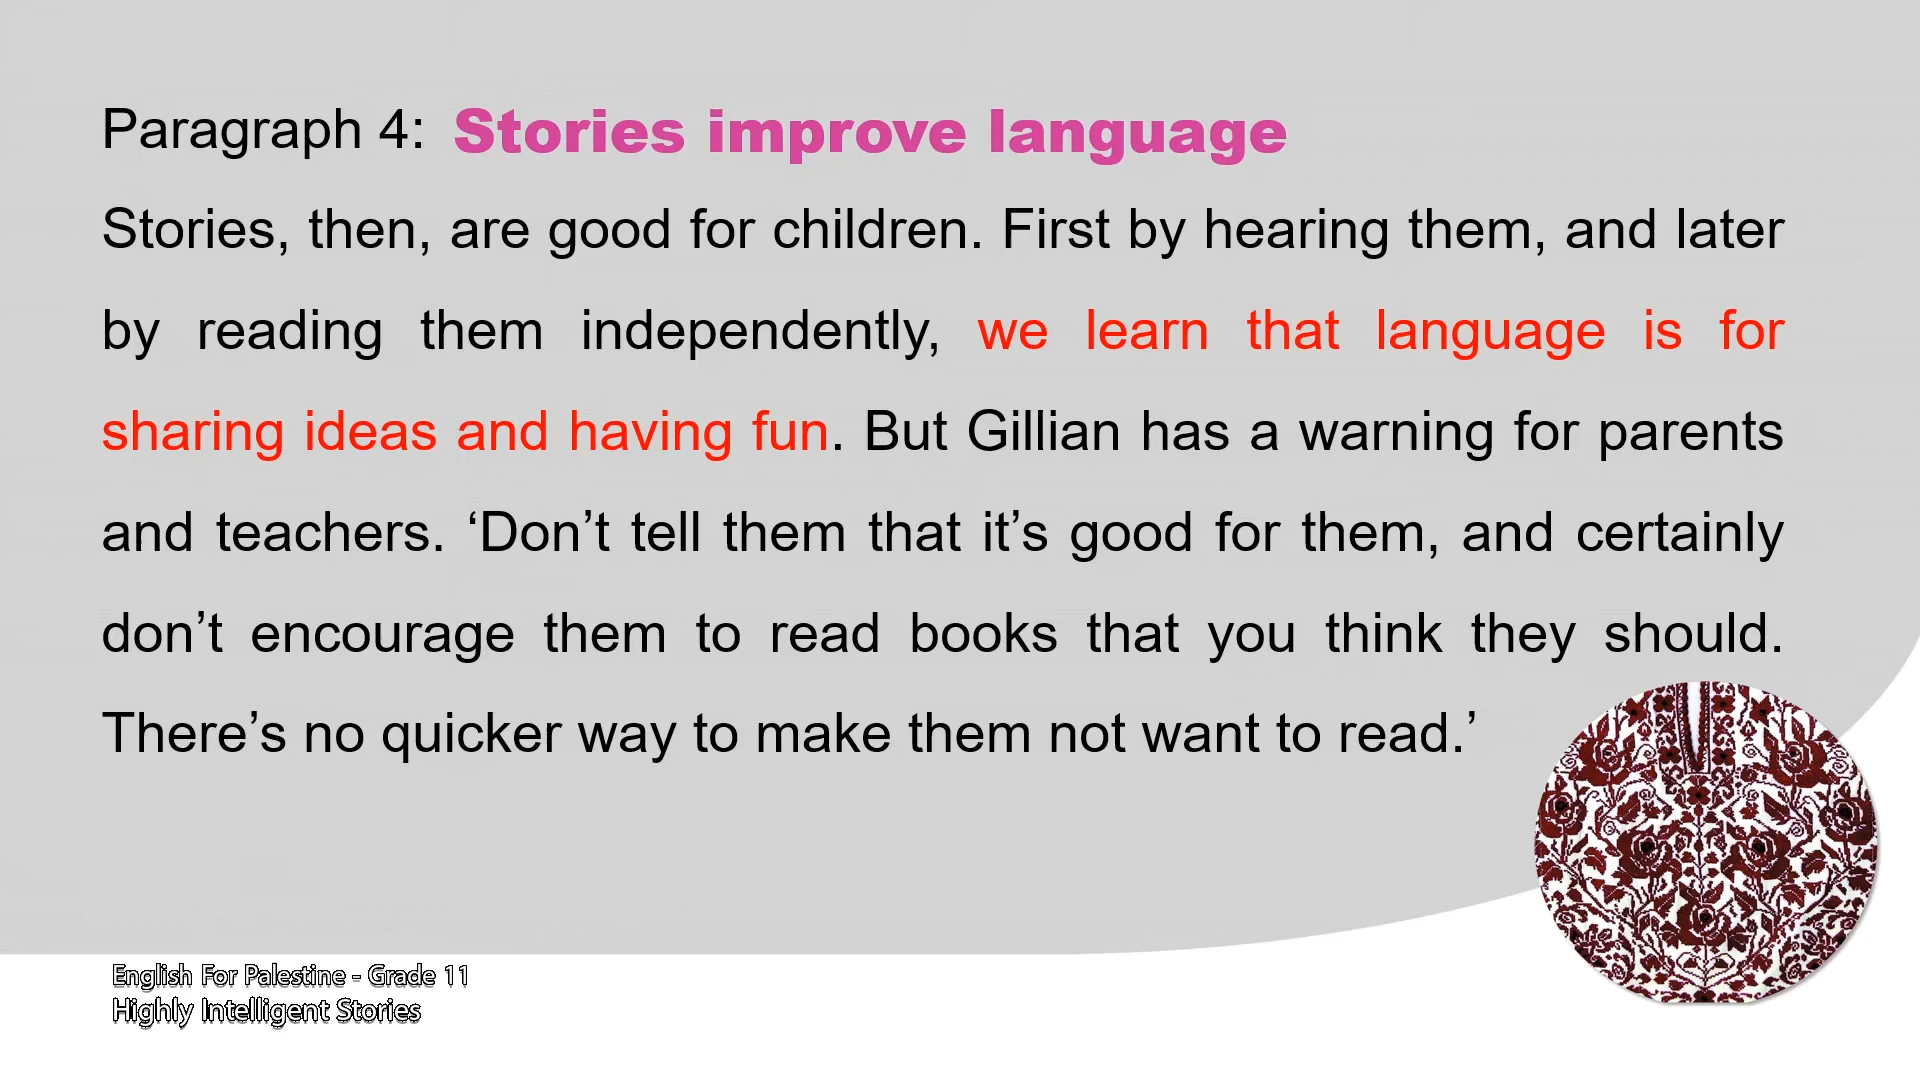 Paragraph 4: Stories improve language
Stories, then, are good for children. First by hearing them, and later
by reading them independently, we learn that language is for
sharing ideas and having fun. But Gillian has a warning for parents
and teachers. ‘Don’t tell them that it’s good for them, and certainly
don’t encourage them to read books that you think they should.
There’s no quicker way to make them not want to read.’
English For Palestine - Grade 11
Highly Intelligent Stories